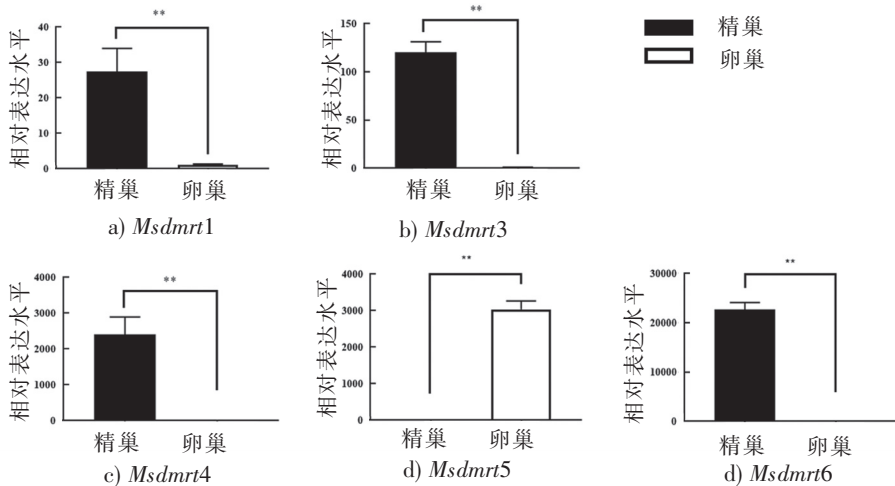 **
相对表达水平
40
30
20
10
0
精巢 卵巢
a) Msdmrt1
**
相对表达水平
150
100
50
0
精巢 卵巢
b) Msdmrt3
精巢
卵巢
**
相对表达水平
4000
3000
2000
1000
0
精巢 卵巢
c) Msdmrt4
**
相对表达水平
4000
3000
2000
1000
0
精巢 卵巢
d) Msdmrt5
**
相对表达水平
30000
20000
10000
0
精巢 卵巢
d) Msdmrt6